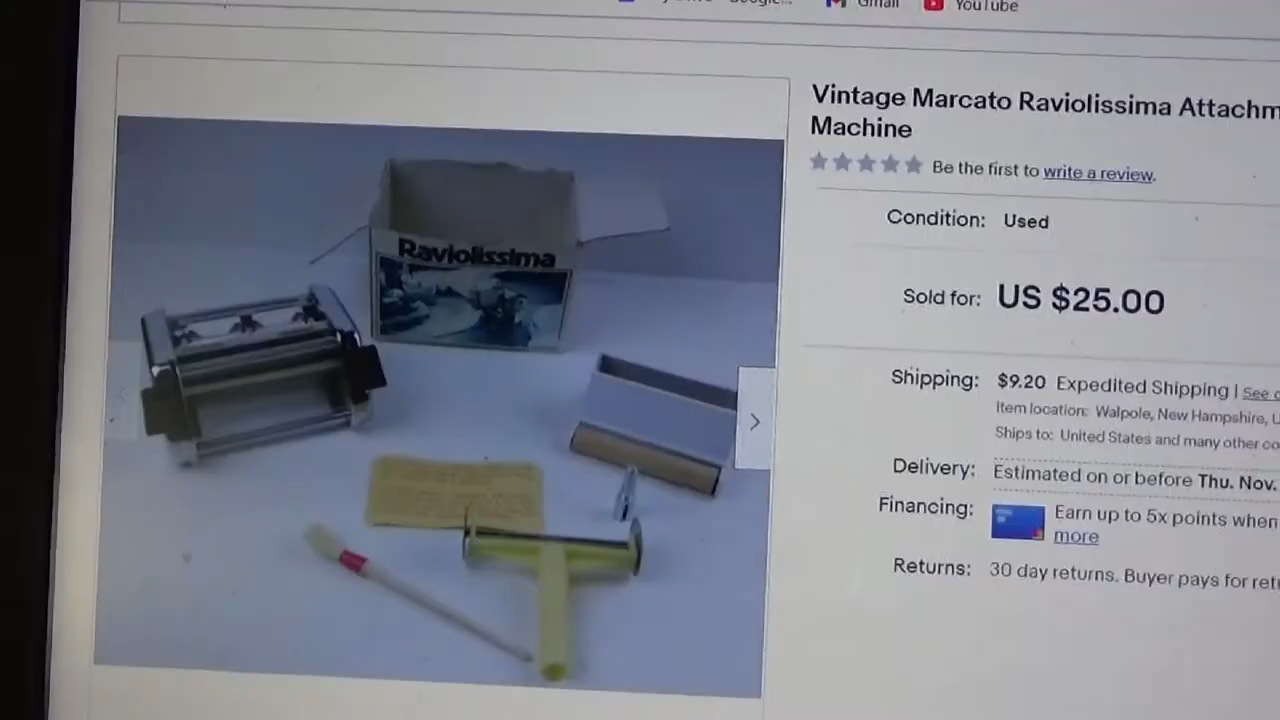 Gmail
YouTube
Vintage Marcato Raviolissima Attachm
Machine
Be the first to write a review.
Condition: Used
Sold for: US $25.00
Shipping: $9.20 Expedited Shipping | See
Item location: Walpole, New Hampshire, U
Ships to: United States and many other co
Delivery: Estimated on or before Thu. Nov.
Financing: Earn up to 5x points when
more
Returns: 30 day returns. Buyer pays for ret
Raviolissima